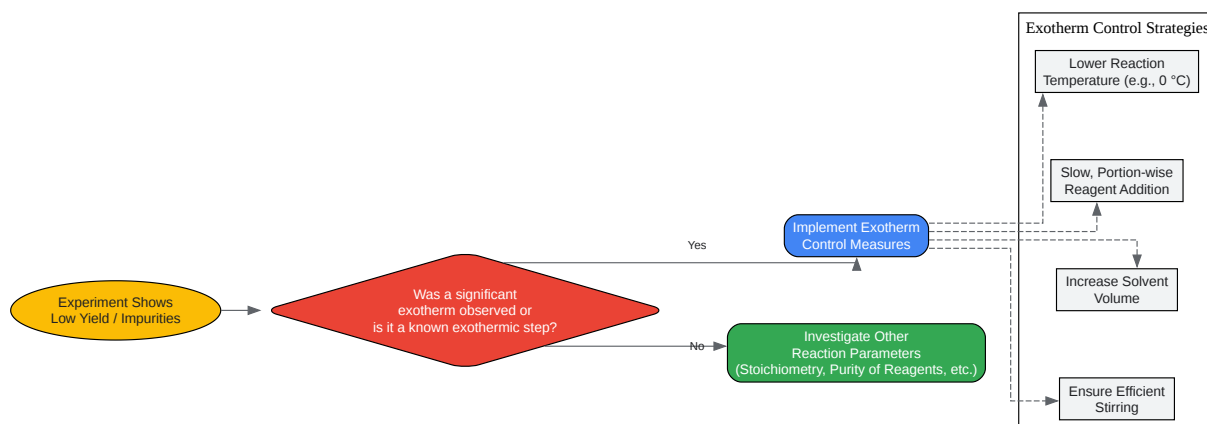 Exotherm Control Strategies
Lower Reaction
Temperature (e.g., 0 °C)
Slow, Portion-wise
Reagent Addition
Implement Exotherm
Control Measures
Yes
Increase Solvent
Volume
Experiment Shows
Low Yield / Impurities
Was a significant
exotherm observed or
is it a known exothermic step?
No
Investigate Other
Reaction Parameters
(Stoichiometry, Purity of Reagents, etc.)
Ensure Efficient
Stirring